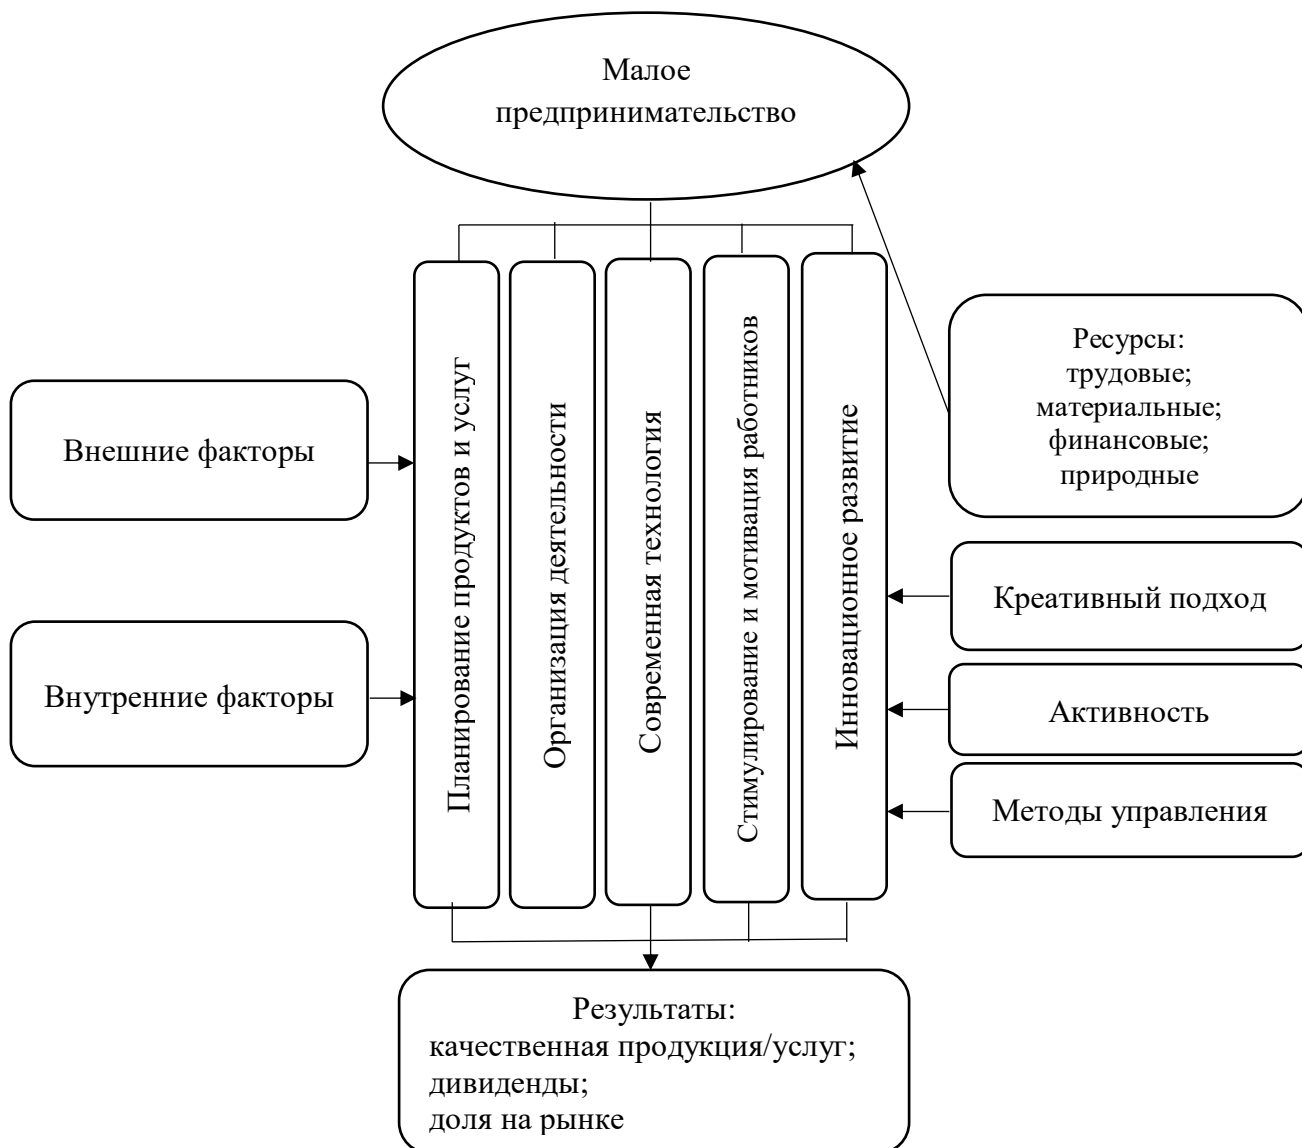 Малое
предпринимательство
Планирование продуктов и услуг
Организация деятельности
Современная технология
Стимулирование и мотивация работников
Инновационное развитие
Внешние факторы
Внутренние факторы
Ресурсы:
трудовые;
материальные;
финансовые;
природные
Креативный подход
Активность
Методы управления
Результаты:
качественная продукция/услуг;
дивиденды;
доля на рынке